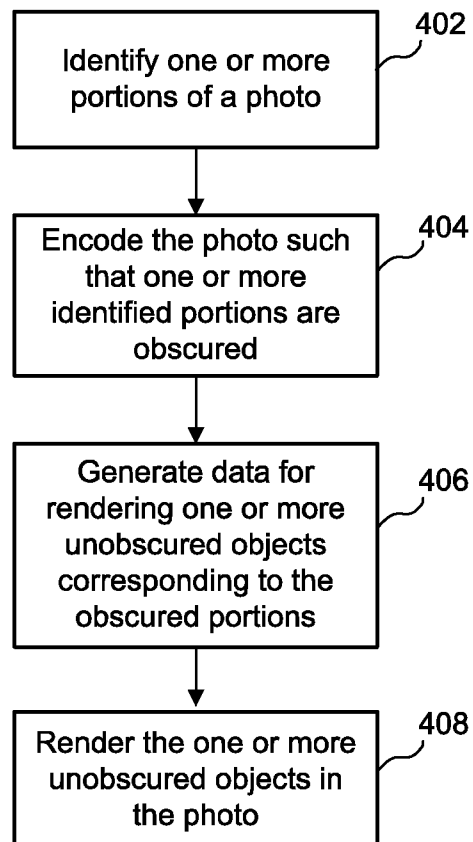 402
Identify one or more
portions of a photo
404
Encode the photo such
that one or more
identified portions are
obscured
406
Generate data for
rendering one or more
unobscured objects
corresponding to the
obscured portions
408
Render the one or more
unobscured objects in
the photo